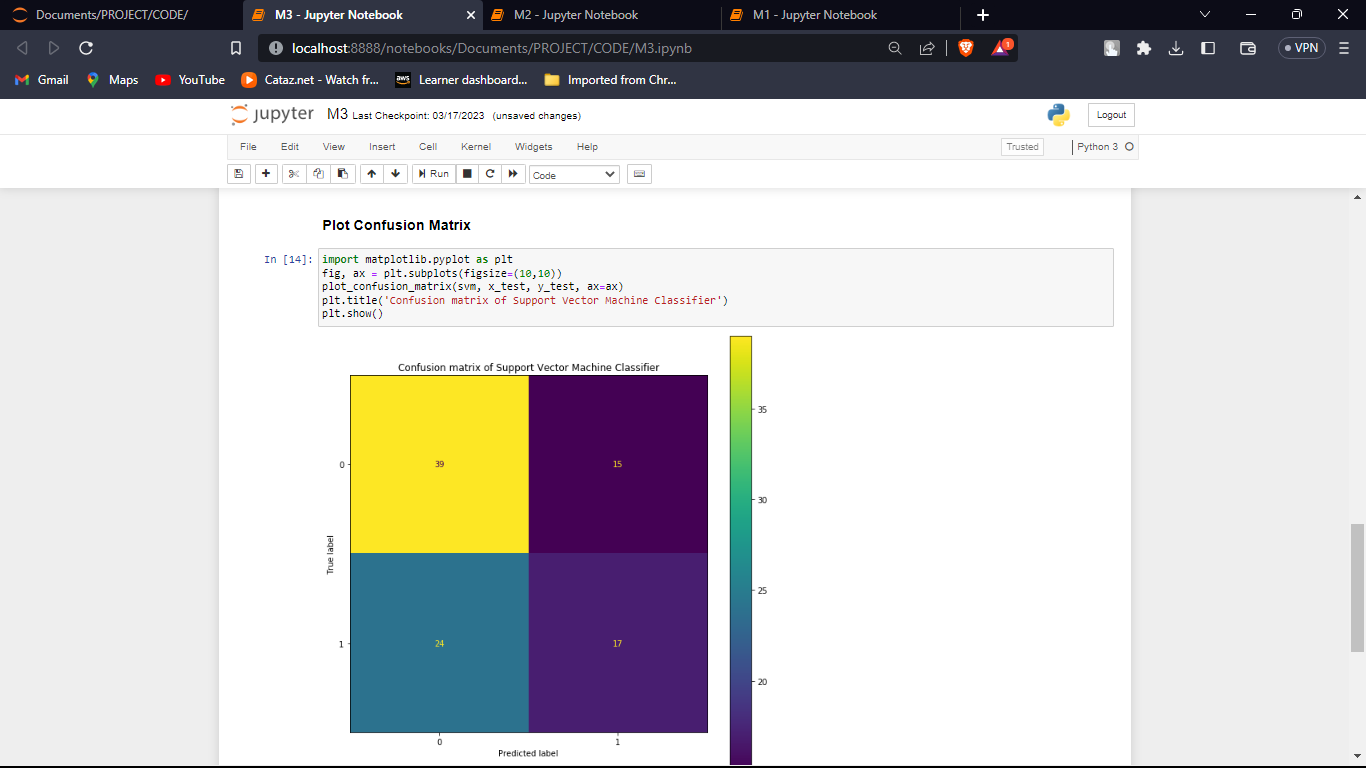 Documents/PROJECT/CODE/
M3 - Jupyter Notebook
M2 - Jupyter Notebook
M1 - Jupyter Notebook
localhost:8888/notebooks/Documents/PROJECT/CODE/M3.ipynb
1
VPN
Gmail
Maps
YouTube
Cataz.net - Watch fr...
aws
Learner dashboard...
Imported from Chr...
jupyter
M3 Last Checkpoint: 03/17/2023 (unsaved changes)
Logout
File Edit View Insert Cell Kernel Widgets Help
Trusted
Python 3
Run
Code
Plot Confusion Matrix
In [14]:
import matplotlib.pyplot as plt
fig, ax = plt.subplots(figsize=(10,10))
plot_confusion_matrix(svm, x_test, y_test, ax=ax)
plt.title('Confusion matrix of Support Vector Machine Classifier')
plt.show()
Confusion matrix of Support Vector Machine Classifier
35
0
39
15
30
True label
25
1
24
17
20
0
1
Predicted label